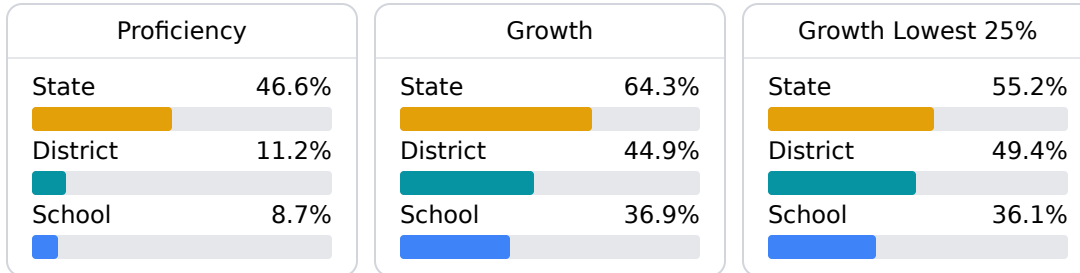 Proficiency
State 46.6%
District 11.2%
School 8.7%
Growth
State 64.3%
District 44.9%
School 36.9%
Growth Lowest 25%
State 55.2%
District 49.4%
School 36.1%